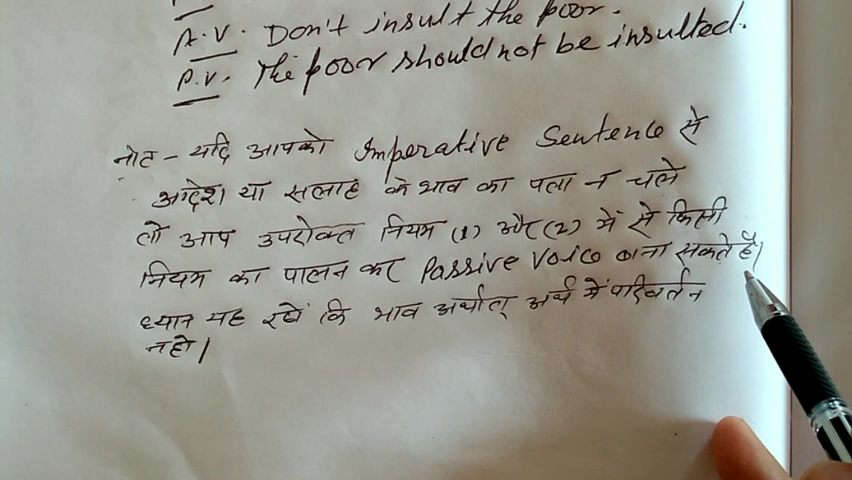 A.V. Don't insult the poor.
P.V. The poor should not be insulted.
नोट - यदि आपको Imperative Sentence से
आदेश या सलाह के भाव का पता न चले
तो आप उपरोक्त नियम (1) और (2) में से किसी
नियम का पालन कर Passive Voice बना सकते है।
ध्यान यह रखें कि भाव अर्थात् अर्थ में परिवर्तन
न हो।